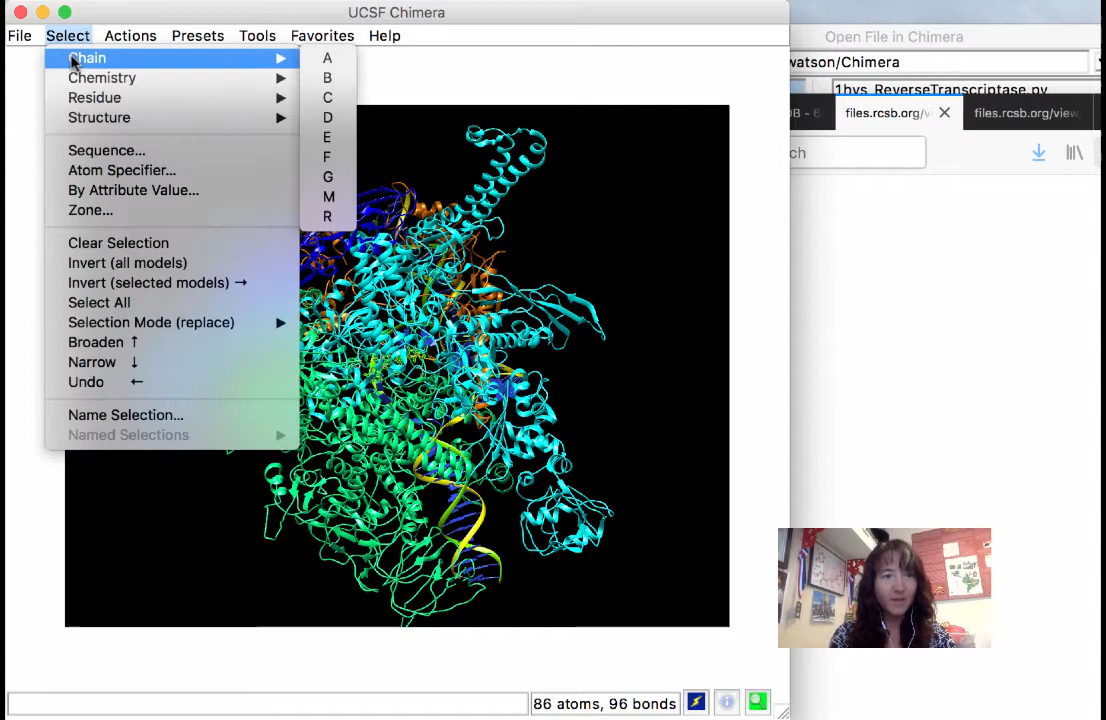 UCSF Chimera
File Select Actions Presets Tools Favorites Help
Chain
Chemistry
Residue
Structure
Sequence...
Atom Specifier...
By Attribute Value...
Zone...
Clear Selection
Invert (all models)
Invert (selected models) →
Select All
Selection Mode (replace)
Broaden ↑
Narrow ↓
Undo ←
Name Selection...
Named Selections
A
B
C
D
E
F
G
M
R
86 atoms, 96 bonds
Open File in Chimera
watson/Chimera
1hvs_ReverseTranscriptase.py
files.rcsb.org/v
files.rcsb.org/view